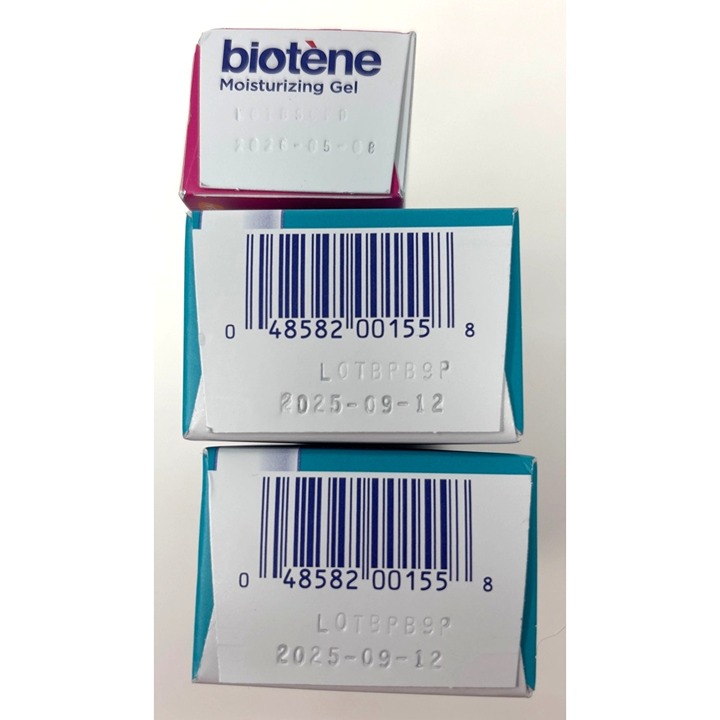 biotène
Moisturizing Gel
2026-05-08
0 48582 00155 8
LOTBPB9P
2025-09-12
0 48582 00155 8
LOTBPB9P
2025-09-12